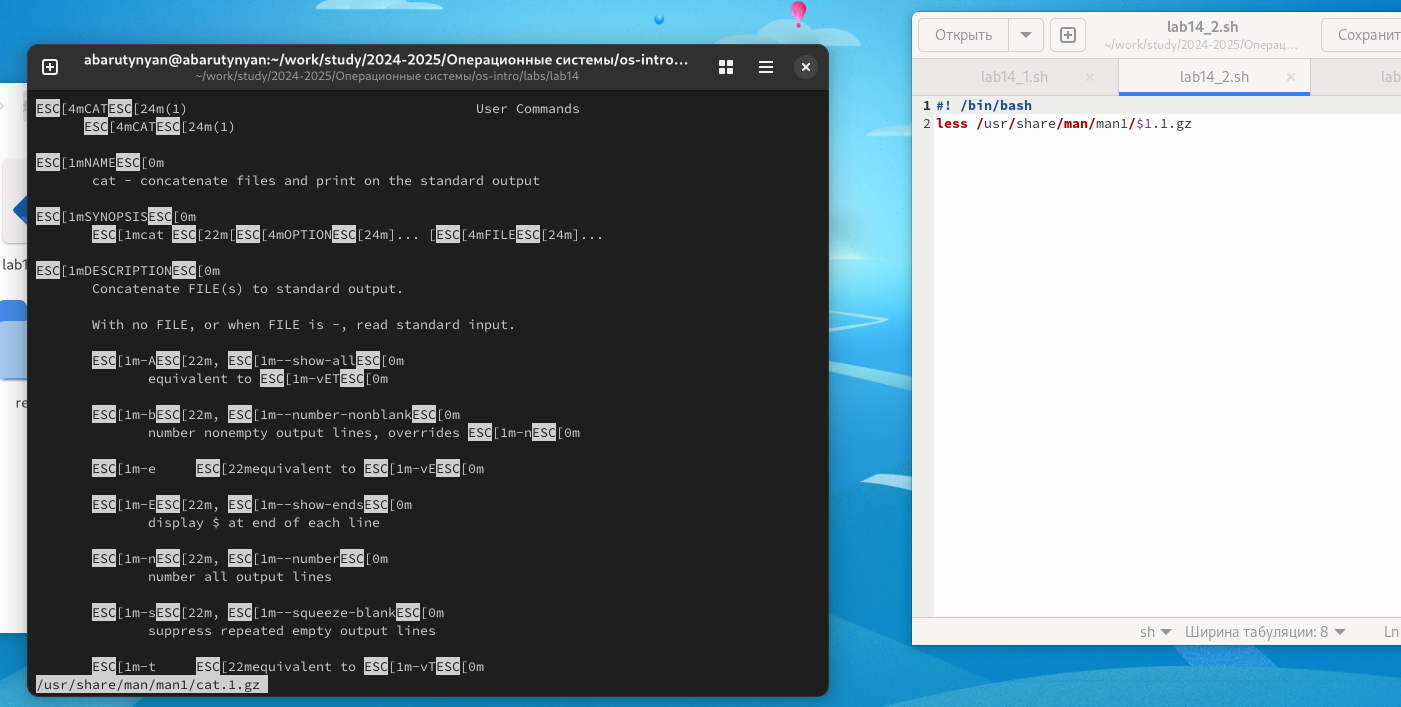 abarutynyan@abarutynyan:~/work/study/2024-2025/Операционные системы/os-intro...
~/work/study/2024-2025/Операционные системы/os-intro/labs/lab14
ESC[4mCATESC[24m(1) User Commands
ESC[4mCATESC[24m(1)
ESC[1mNAMEESC[0m
cat - concatenate files and print on the standard output
ESC[1mSYNOPSISESC[0m
ESC[1mcat ESC[22m[ESC[4mOPTIONESC[24m]... [ESC[4mFILEESC[24m]...
ESC[1mDESCRIPTIONESC[0m
Concatenate FILE(s) to standard output.
With no FILE, or when FILE is -, read standard input.
ESC[1m-AESC[22m, ESC[1m--show-allESC[0m
equivalent to ESC[1m-vETESC[0m
ESC[1m-bESC[22m, ESC[1m--number-nonblankESC[0m
number nonempty output lines, overrides ESC[1m-nESC[0m
ESC[1m-e ESC[22mequivalent to ESC[1m-vEESC[0m
ESC[1m-EESC[22m, ESC[1m--show-endsESC[0m
display $ at end of each line
ESC[1m-nESC[22m, ESC[1m--numberESC[0m
number all output lines
ESC[1m-sESC[22m, ESC[1m--squeeze-blankESC[0m
suppress repeated empty output lines
ESC[1m-t ESC[22mequivalent to ESC[1m-vTESC[0m
/usr/share/man/man1/cat.1.gz
lab1
re
Открыть
lab14_2.sh
~/work/study/2024-2025/Операц...
Сохранит
lab14_1.sh
lab14_2.sh
lab
1 #! /bin/bash
2 less /usr/share/man/man1/$1.1.gz
sh Ширина табуляции: 8 Ln